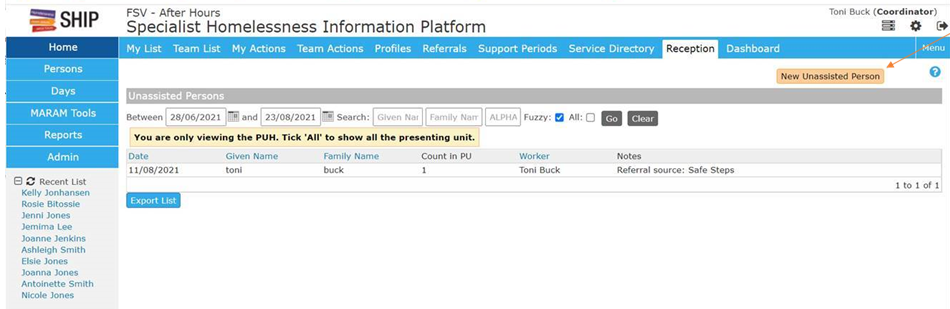 SHIP
FSV - After Hours
Specialist Homelessness Information Platform
Toni Buck (Coordinator)
Home
My List Team List My Actions Team Actions Profiles Referrals Support Periods Service Directory Reception Dashboard Menu
Persons
Days
MARAM Tools
Reports
Admin
Recent List
Kelly Jonhansen
Rosie Bitossie
Jenni Jones
Jemima Lee
Joanne Jenkins
Ashleigh Smith
Elsie Jones
Joanna Jones
Antoinette Smith
Nicole Jones
New Unassisted Person
?
Unassisted Persons
Between 28/06/2021 and 23/08/2021 Search: Given Nar Family Narr ALPHA Fuzzy: All: Go Clear
You are only viewing the PUH. Tick 'All' to show all the presenting unit.
Date Given Name Family Name Count in PU Worker Notes
11/08/2021 toni buck 1 Toni Buck Referral source: Safe Steps
1 to 1 of 1
Export List